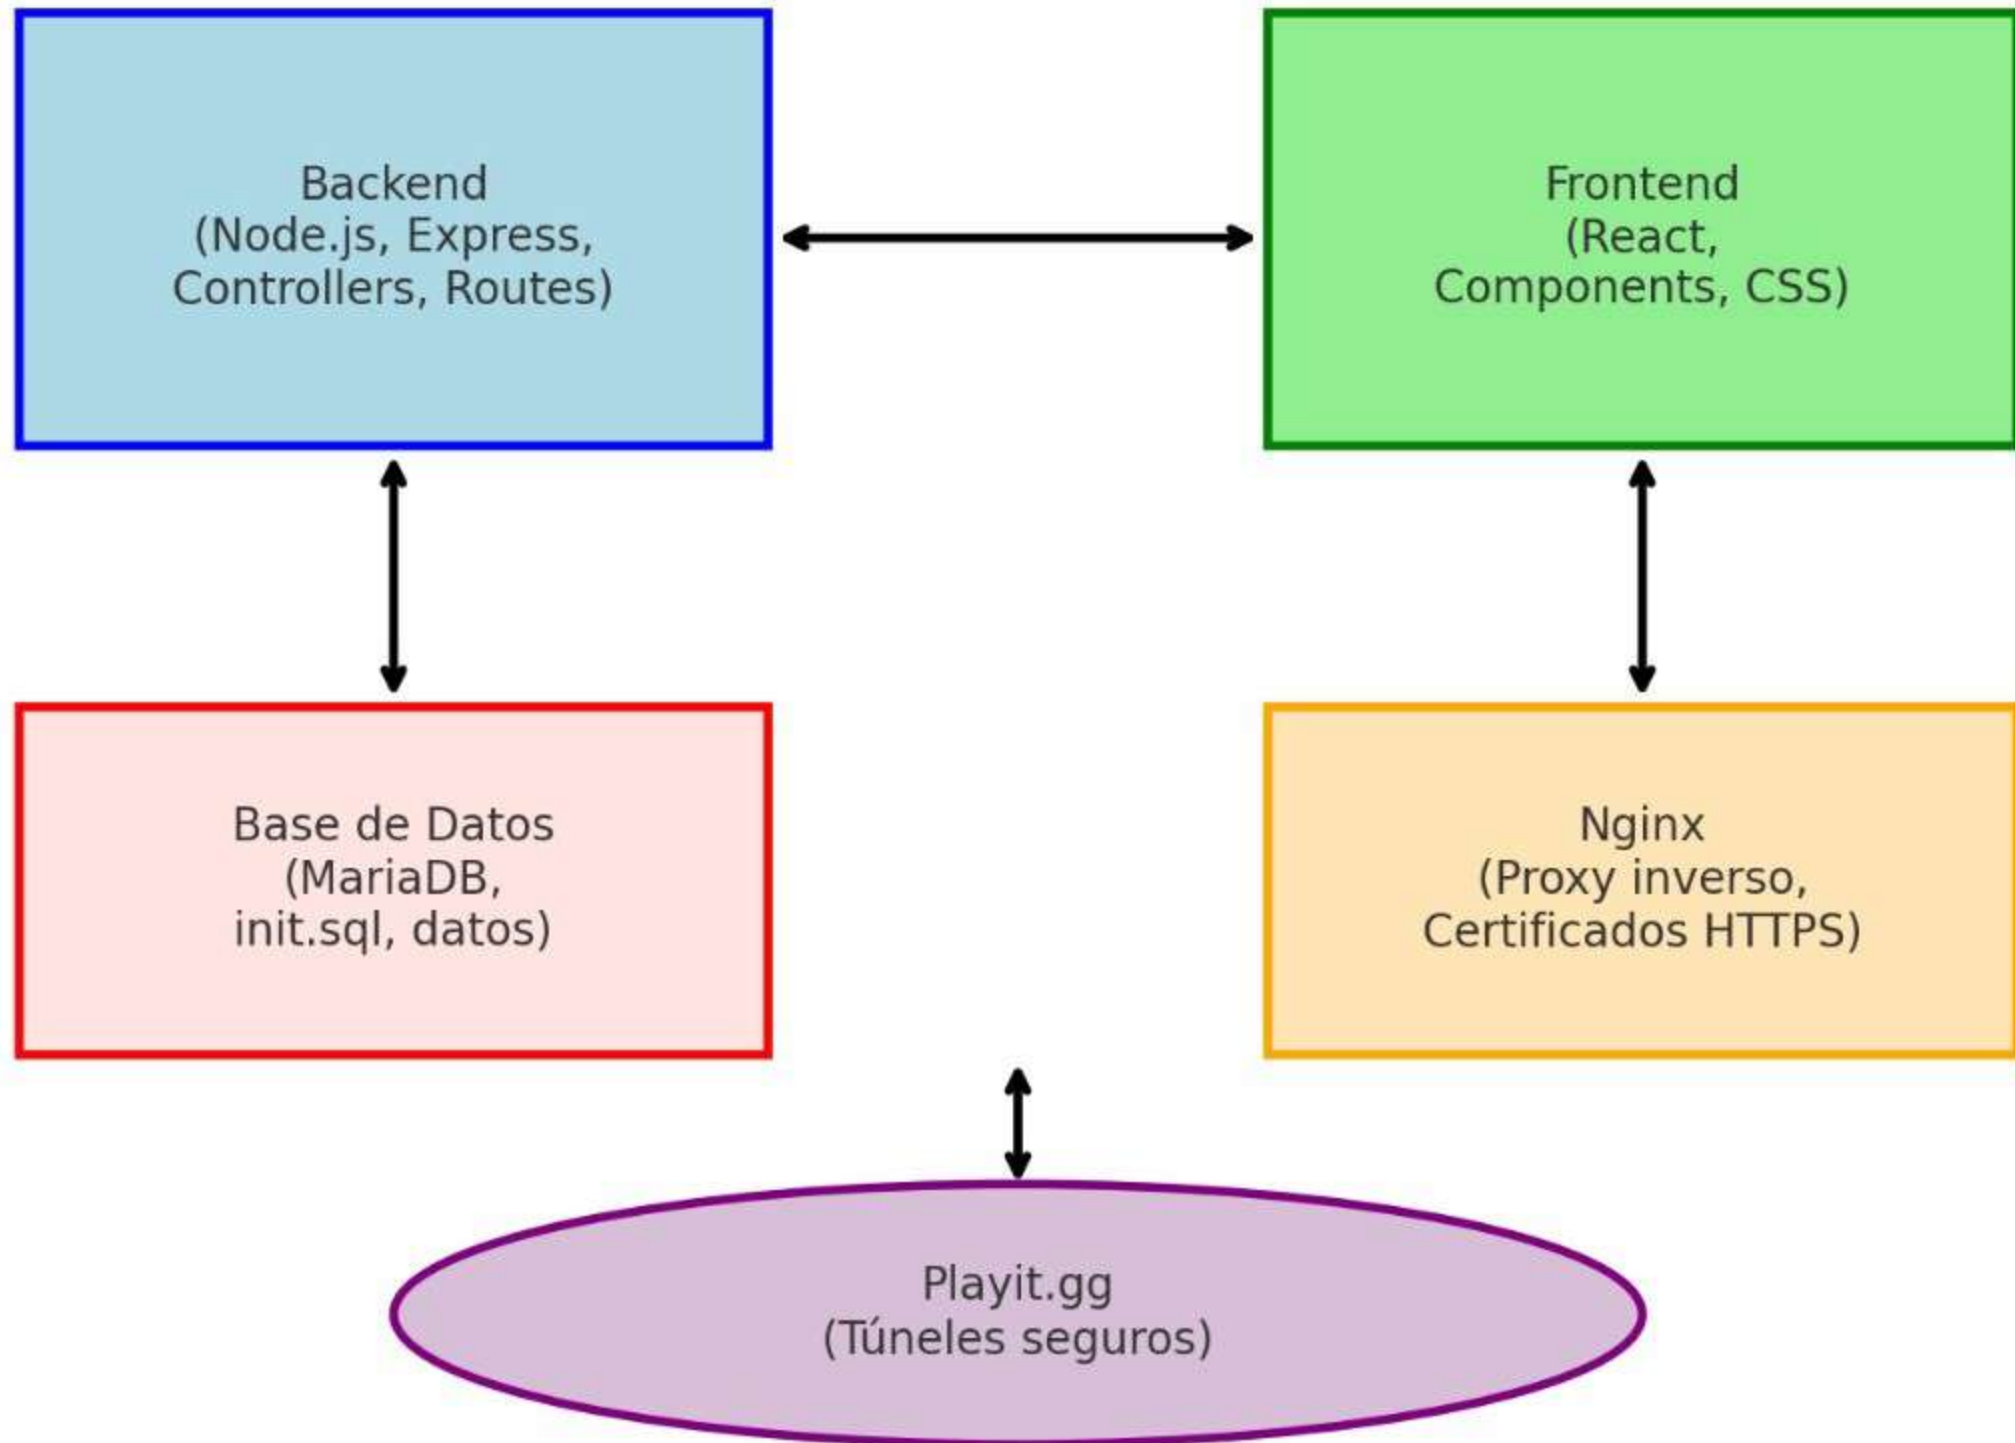 Backend
(Node.js, Express,
Controllers, Routes)
Frontend
(React,
Components, CSS)
Base de Datos
(MariaDB,
init.sql, datos)
Nginx
(Proxy inverso,
Certificados HTTPS)
Playit.gg
(Túneles seguros)